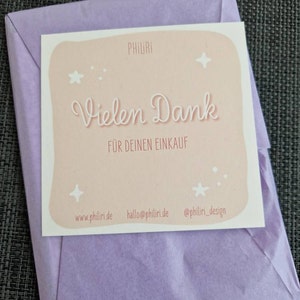 PHILIRI
Vielen Dank
FÜR DEINEN EINKAUF
www.philiri.de hallo@philiri.de @philiri_design